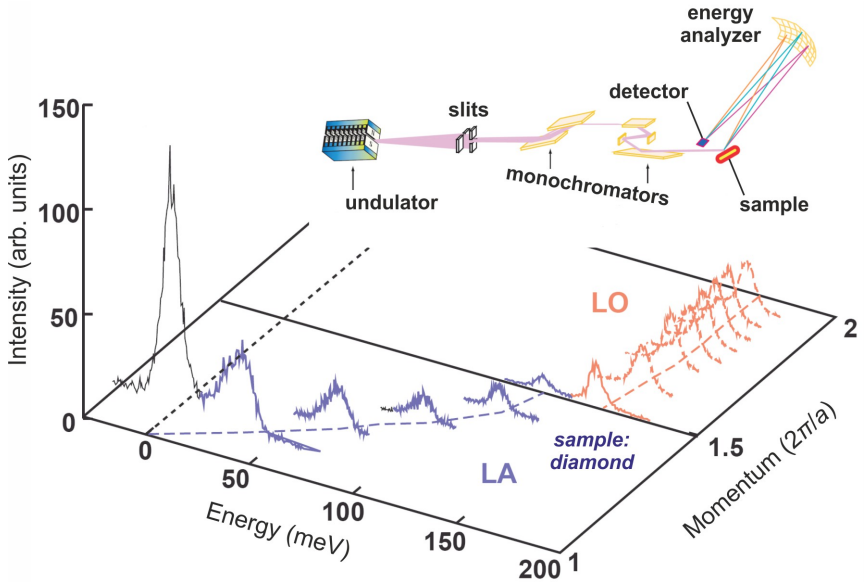 energy
analyzer
detector
slits
monochromators
undulator
sample
Intensity (arb. units)
150
100
50
0
0
50
100
150
200
Energy (meV)
1
1.5
2
Momentum (2π/a)
LA
LO
sample:
diamond